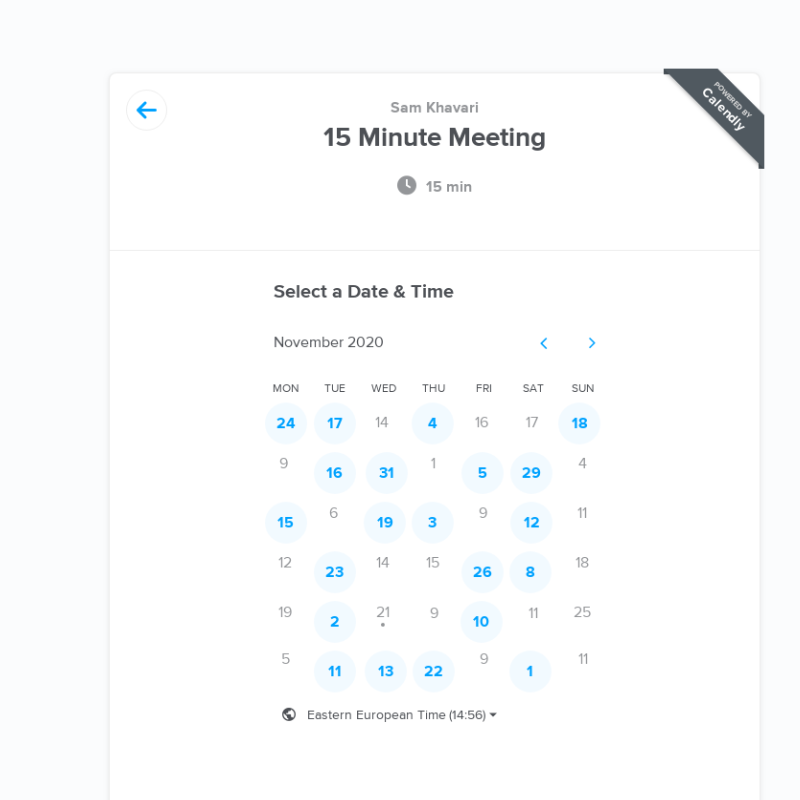 POWERED BY
Calendly
Sam Khavari
15 Minute Meeting
15 min
Select a Date & Time
November 2020
MON TUE WED THU FRI SAT SUN
24 17 14 4 16 17 18
9 16 31 1 5 29 4
15 6 19 3 9 12 11
12 23 14 15 26 8 18
19 2 21 9 10 11 25
5 11 13 22 9 1 11
Eastern European Time (14:56)